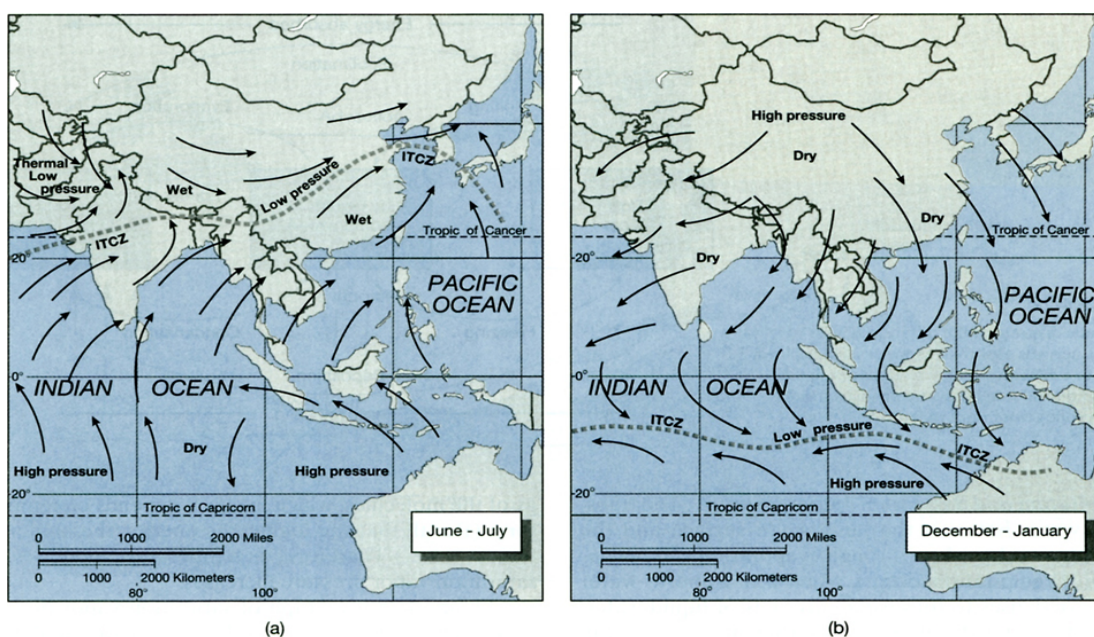 Thermal
Low
pressure
Wet
Low pressure
ITCZ
Wet
ITCZ
Tropic of Cancer
20°
PACIFIC
OCEAN
0°
INDIAN OCEAN
Dry
High pressure
High pressure
20°
Tropic of Capricorn
June - July
0 1000 2000 Miles
0 1000 2000 Kilometers
80° 100°
(a)
High pressure
Dry
Dry
Dry
Tropic of Cancer
20°
PACIFIC
OCEAN
0°
INDIAN OCEAN
ITCZ
Low pressure
ITCZ
High pressure
20°
Tropic of Capricorn
December - January
0 1000 2000 Miles
0 1000 2000 Kilometers
80° 100°
(b)